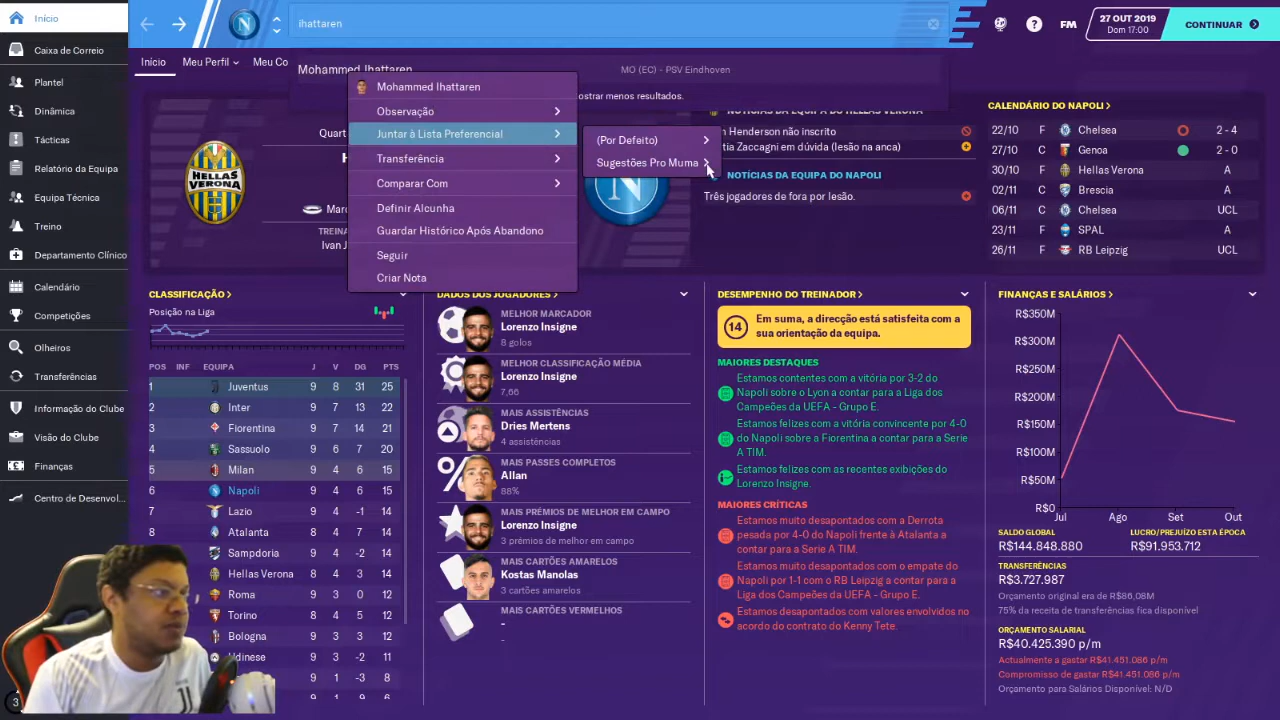 Início
Caixa de Correio
Plantel
Dinâmica
Tácticas
Relatório da Equipa
Equipa Técnica
Treino
Departamento Clínico
Calendário
Competições
Olheiros
Transferências
Informação do Clube
Visão do Clube
Finanças
Centro de Desenvol...
3
N
ihattaren
?
FM
27 OUT 2019
Dom 17:00
CONTINUAR
Início
Meu Perfil
Meu Co
Mohammed Ihattaren
MO (EC) - PSV Eindhoven
ostrar menos resultados.
Mohammed Ihattaren
Observação
Juntar à Lista Preferencial
Transferência
Comparar Com
Definir Alcunha
Guardar Histórico Após Abandono
Seguir
Criar Nota
(Por Defeito)
Sugestões Pro Muma
HELLAS
VERONA
Quart
H
Marc
TREINA
Ivan J
NOTÍCIAS DA EQUIPA DO HELLAS VERONA
n Henderson não inscrito
tia Zaccagni em dúvida (lesão na anca)
NOTÍCIAS DA EQUIPA DO NAPOLI
Três jogadores de fora por lesão.
CALENDÁRIO DO NAPOLI
22/10 F Chelsea 2 - 4
27/10 C Genoa 2 - 0
30/10 F Hellas Verona A
02/11 C Brescia A
06/11 C Chelsea UCL
23/11 F SPAL A
26/11 F RB Leipzig UCL
CLASSIFICAÇÃO
Posição na Liga
POS INF EQUIPA J V DG PTS
1 Juventus 9 8 31 25
2 Inter 9 7 13 22
3 Fiorentina 9 7 14 21
4 Sassuolo 9 6 7 20
5 Milan 9 4 6 15
6 Napoli 9 4 6 15
7 Lazio 9 4 -1 14
8 Atalanta 9 4 7 14
Sampdoria 9 4 -2 14
Hellas Verona 8 4 3 14
Roma 9 3 0 12
Torino 8 4 5 12
Bologna 9 3 3 12
Udinese 9 3 -2 11
9 1 -3 8
DADOS DOS JOGADORES
MELHOR MARCADOR
Lorenzo Insigne
8 golos
MELHOR CLASSIFICAÇÃO MÉDIA
Lorenzo Insigne
7,66
MAIS ASSISTÊNCIAS
Dries Mertens
4 assistências
MAIS PASSES COMPLETOS
Allan
88%
MAIS PRÉMIOS DE MELHOR EM CAMPO
Lorenzo Insigne
3 prémios de melhor em campo
MAIS CARTÕES AMARELOS
Kostas Manolas
3 cartões amarelos
MAIS CARTÕES VERMELHOS
-
-
DESEMPENHO DO TREINADOR
14
Em suma, a direcção está satisfeita com a
sua orientação da equipa.
MAIORES DESTAQUES
Estamos contentes com a vitória por 3-2 do
Napoli sobre o Lyon a contar para a Liga dos
Campeões da UEFA - Grupo E.
Estamos felizes com a vitória convincente por 4-0
do Napoli sobre a Fiorentina a contar para a Serie
A TIM.
Estamos felizes com as recentes exibições do
Lorenzo Insigne.
MAIORES CRÍTICAS
Estamos muito desapontados com a Derrota
pesada por 4-0 do Napoli frente à Atalanta a
contar para a Serie A TIM.
Estamos muito desapontados com o empate do
Napoli por 1-1 com o RB Leipzig a contar para a
Liga dos Campeões da UEFA - Grupo E.
Estamos desapontados com valores envolvidos no
acordo do contrato do Kenny Tete.
FINANÇAS E SALÁRIOS
R$350M
R$300M
R$250M
R$200M
R$150M
R$100M
R$50M
R$0
Jul Ago Set Out
SALDO GLOBAL
R$144.848.880
LUCRO/PREJUÍZO ESTA ÉPOCA
R$91.953.712
TRANSFERÊNCIAS
R$3.727.987
Orçamento original era de R$86,08M
75% da receita de transferências fica disponível
ORÇAMENTO SALARIAL
R$40.425.390 p/m
Actualmente a gastar R$41.451.086 p/m
Compromisso de gastar R$41.451.086 p/m
Orçamento para Salários Disponível: N/D